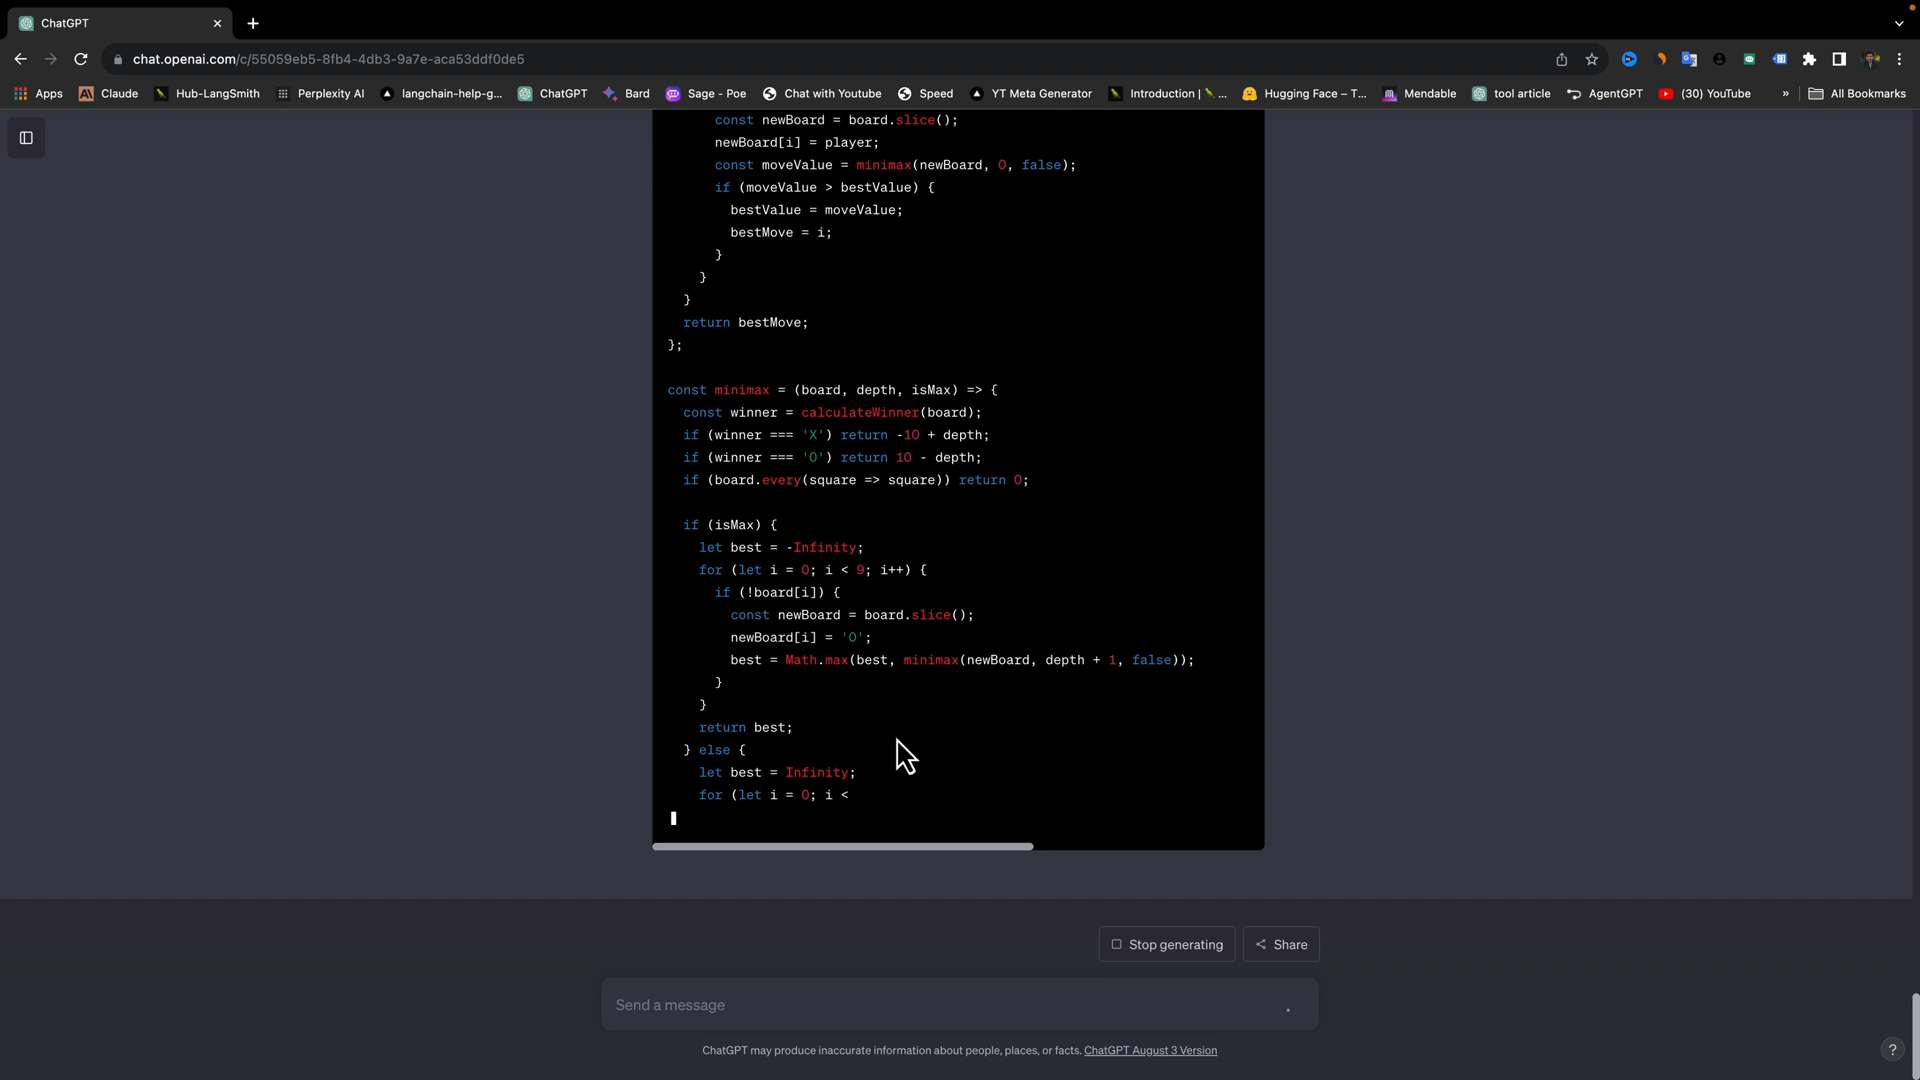 ChatGPT
chat.openai.com/c/55059eb5-8fb4-4db3-9a7e-aca53ddf0de5
Apps Claude Hub-LangSmith Perplexity AI langchain-help-g... ChatGPT Bard Sage - Poe Chat with Youtube Speed YT Meta Generator Introduction | ... Hugging Face – T... Mendable tool article AgentGPT (30) YouTube » All Bookmarks
const newBoard = board.slice();
newBoard[i] = player;
const moveValue = minimax(newBoard, 0, false);
if (moveValue > bestValue) {
bestValue = moveValue;
bestMove = i;
}
}
}
return bestMove;
};
const minimax = (board, depth, isMax) => {
const winner = calculateWinner(board);
if (winner === 'X') return -10 + depth;
if (winner === 'O') return 10 - depth;
if (board.every(square => square)) return 0;
if (isMax) {
let best = -Infinity;
for (let i = 0; i < 9; i++) {
if (!board[i]) {
const newBoard = board.slice();
newBoard[i] = 'O';
best = Math.max(best, minimax(newBoard, depth + 1, false));
}
}
return best;
} else {
let best = Infinity;
for (let i = 0; i <
Stop generating Share
Send a message
ChatGPT may produce inaccurate information about people, places, or facts. ChatGPT August 3 Version
?